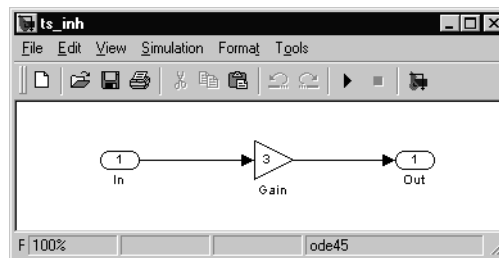 ts_inh
File Edit View Simulation Format Tools
1 3 1
In Gain Out
F 100% ode45